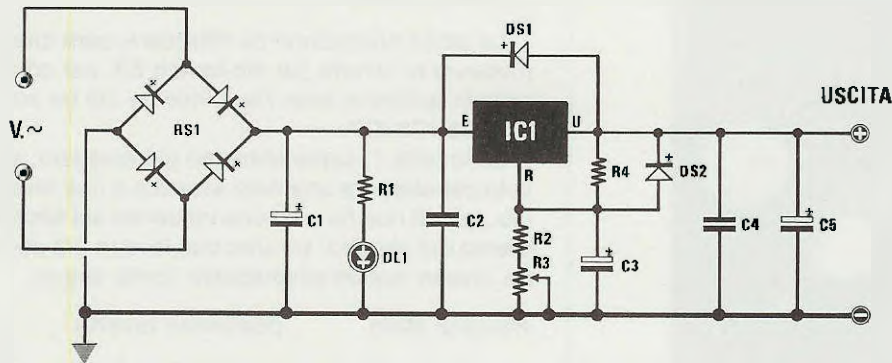 DS1
USCITA
V.~
RS1
E
IC1
U
R
R1
R4
DS2
C1
C2
R2
R3
C3
C4
C5
DL1